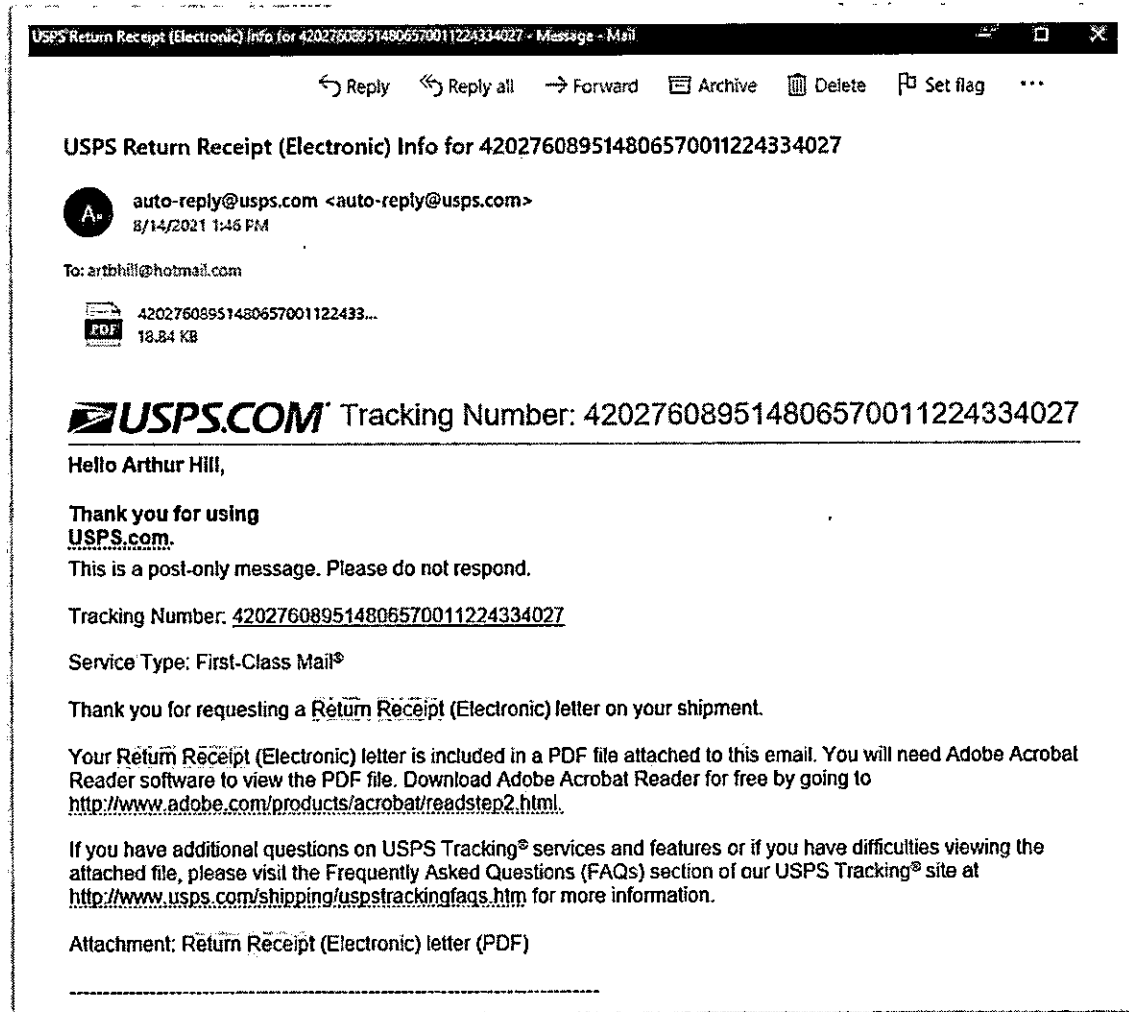 USPS Return Receipt (Electronic) Info for 420276089514806570011224334027 - Message - Mail
Reply Reply all Forward Archive Delete Set flag ...
USPS Return Receipt (Electronic) Info for 420276089514806570011224334027
A.
auto-reply@usps.com <auto-reply@usps.com>
8/14/2021 1:46 PM
To: artbhill@hotmail.com
PDF
42027608951480657001122433...
18.84 KB
USPS.COM Tracking Number: 420276089514806570011224334027
Hello Arthur Hill,
Thank you for using
USPS.com.
This is a post-only message. Please do not respond.
Tracking Number: 420276089514806570011224334027
Service Type: First-Class Mail®
Thank you for requesting a Return Receipt (Electronic) letter on your shipment.
Your Return Receipt (Electronic) letter is included in a PDF file attached to this email. You will need Adobe Acrobat
Reader software to view the PDF file. Download Adobe Acrobat Reader for free by going to
http://www.adobe.com/products/acrobat/readstep2.html.
If you have additional questions on USPS Tracking® services and features or if you have difficulties viewing the
attached file, please visit the Frequently Asked Questions (FAQs) section of our USPS Tracking® site at
http://www.usps.com/shipping/uspstrackingfaqs.htm for more information.
Attachment: Return Receipt (Electronic) letter (PDF)